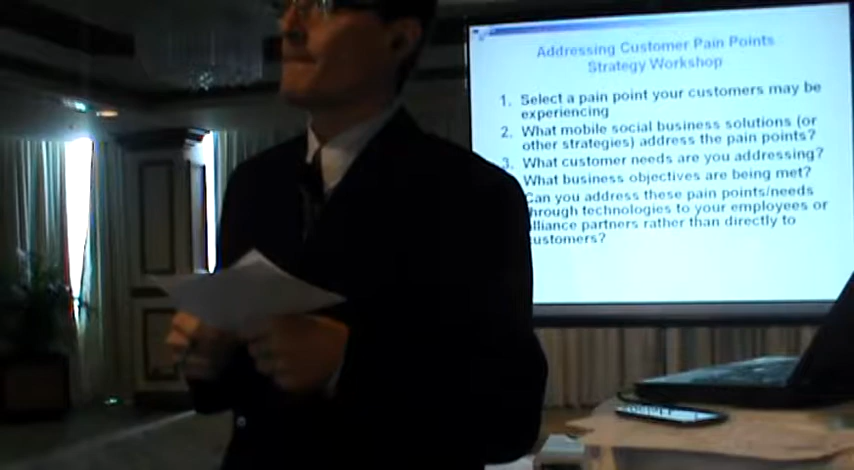 Addressing Customer Pain Points
Strategy Workshop
1. Select a pain point your customers may be
experiencing
2. What mobile social business solutions (or
other strategies) address the pain points?
3. What customer needs are you addressing?
What business objectives are being met?
Can you address these pain points/needs
through technologies to your employees or
alliance partners rather than directly to
customers?